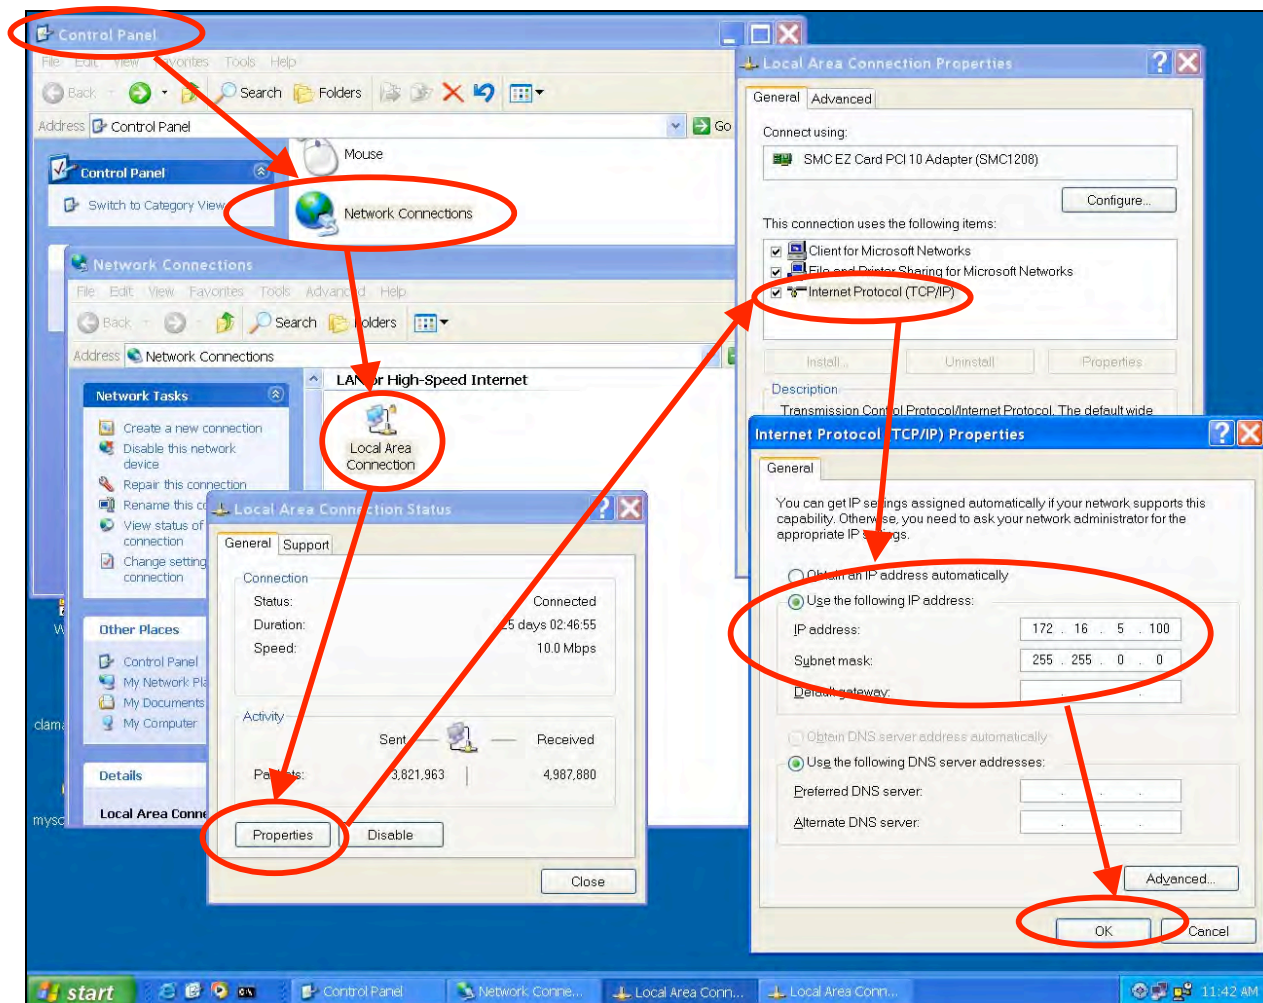 Control Panel
File Edit View Favorites Tools Help
Back Search Folders
Address Control Panel Go
Control Panel
Switch to Category View
Mouse
Network Connections
Network Connections
File Edit View Favorites Tools Advanced Help
Back Search Folders
Address Network Connections
Network Tasks
Create a new connection
Disable this network
device
Repair this connection
Rename this
View status of
connection
Change setting
connection
Other Places
Control Panel
My Network
My Documents
My Computer
Details
Local Area
LAN or High-Speed Internet
Local Area
Connection
Local Area Connection Status
General Support
Connection
Status: Connected
Duration: 25 days 02:46:55
Speed: 10.0 Mbps
Activity
Sent Received
Packets: 3,821,963 4,987,880
Properties Disable
Close
Local Area Connection Properties
General Advanced
Connect using:
SMC EZ Card PCI 10 Adapter (SMC1208)
Configure...
This connection uses the following items:
Client for Microsoft Networks
File and Printer Sharing for Microsoft Networks
Internet Protocol (TCP/IP)
Install... Uninstall Properties
Description
Transmission Control Protocol/Internet Protocol. The default wide
Internet Protocol (TCP/IP) Properties
General
You can get IP settings assigned automatically if your network supports this
capability. Otherwise, you need to ask your network administrator for the
appropriate IP settings.
Obtain an IP address automatically
Use the following IP address:
IP address: 172 . 16 . 5 . 100
Subnet mask: 255 . 255 . 0 . 0
Default gateway: . . .
Obtain DNS server address automatically
Use the following DNS server addresses:
Preferred DNS server: . . .
Alternate DNS server: . . .
Advanced...
OK Cancel
start Control Panel Network Conne... Local Area Conn... Local Area Conn... 11:42 AM